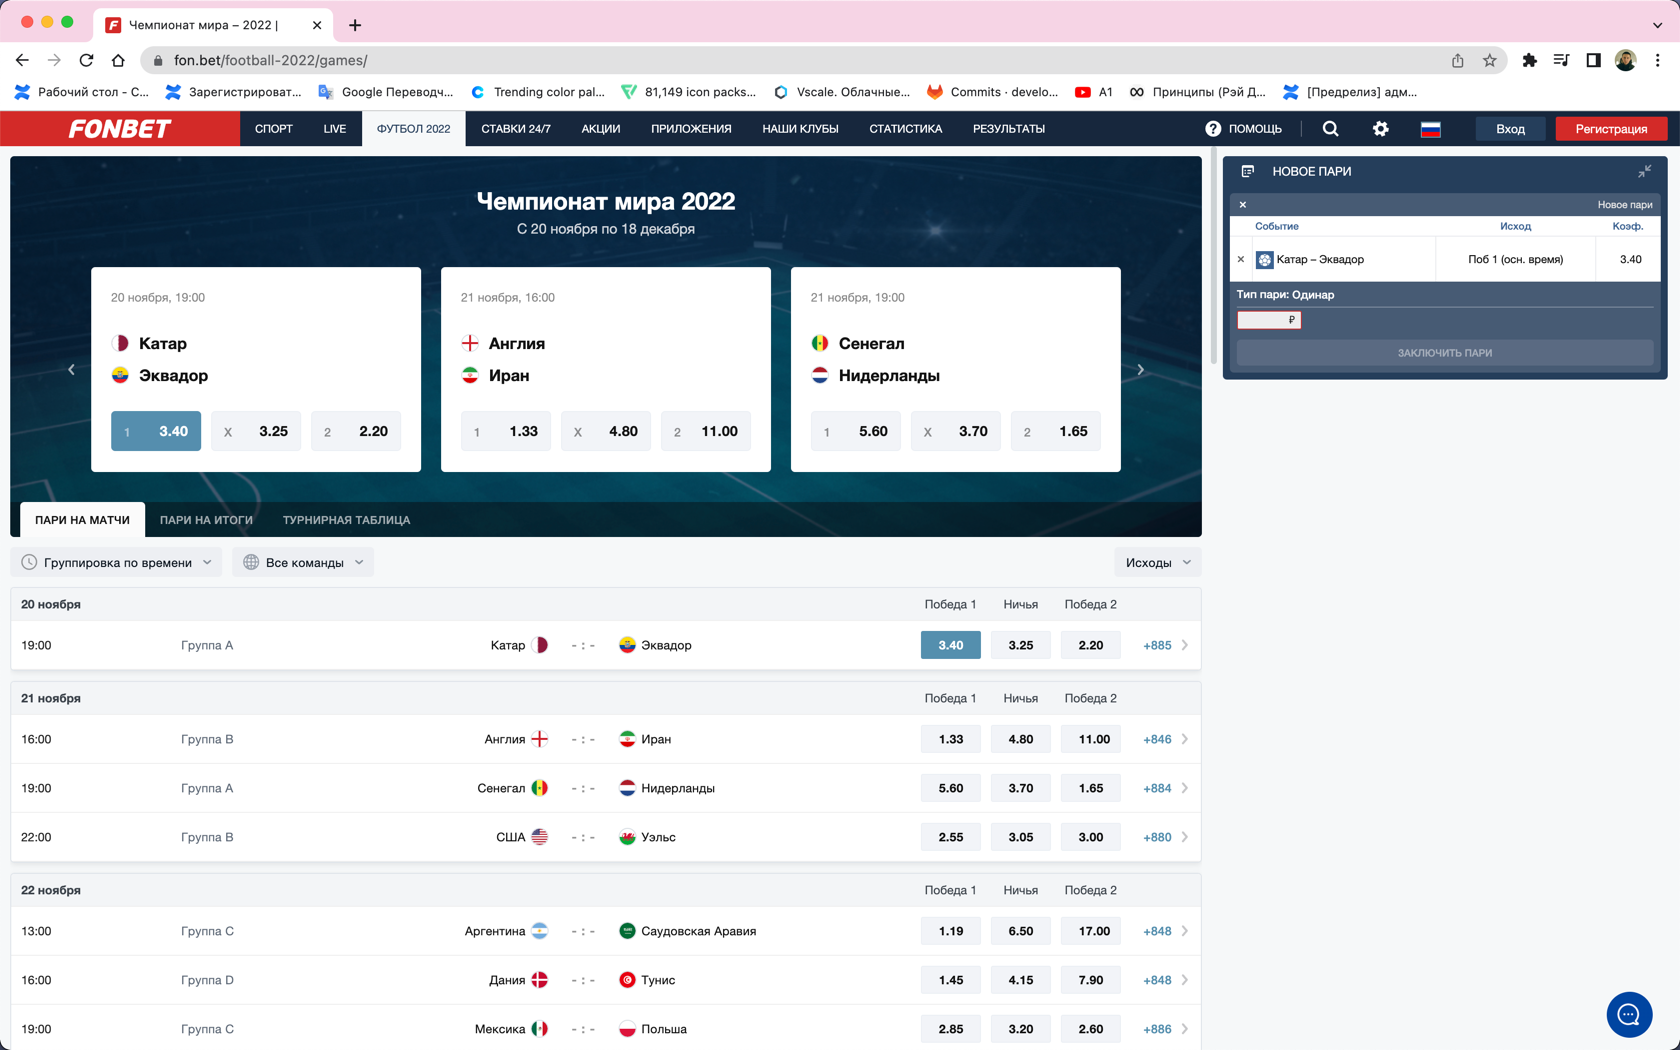 Чемпионат мира – 2022 |
fon.bet/football-2022/games/
Рабочий стол - С... Зарегистрироват... Google Переводч... Trending color pal... 81,149 icon packs... Vscale. Облачные... Commits · develo... A1 Принципы (Рэй Д... [Предрелиз] адм...
FONBET СПОРТ LIVE ФУТБОЛ 2022 СТАВКИ 24/7 АКЦИИ ПРИЛОЖЕНИЯ НАШИ КЛУБЫ СТАТИСТИКА РЕЗУЛЬТАТЫ ПОМОЩЬ Вход Регистрация
Чемпионат мира 2022
С 20 ноября по 18 декабря
20 ноября, 19:00
Катар
Эквадор
1 3.40 X 3.25 2 2.20
21 ноября, 16:00
Англия
Иран
1 1.33 X 4.80 2 11.00
21 ноября, 19:00
Сенегал
Нидерланды
1 5.60 X 3.70 2 1.65
ПАРИ НА МАТЧИ ПАРИ НА ИТОГИ ТУРНИРНАЯ ТАБЛИЦА
Группировка по времени Все команды Исходы
20 ноября Победа 1 Ничья Победа 2
19:00 Группа A Катар - : - Эквадор 3.40 3.25 2.20 +885
21 ноября Победа 1 Ничья Победа 2
16:00 Группа B Англия - : - Иран 1.33 4.80 11.00 +846
19:00 Группа A Сенегал - : - Нидерланды 5.60 3.70 1.65 +884
22:00 Группа B США - : - Уэльс 2.55 3.05 3.00 +880
22 ноября Победа 1 Ничья Победа 2
13:00 Группа C Аргентина - : - Саудовская Аравия 1.19 6.50 17.00 +848
16:00 Группа D Дания - : - Тунис 1.45 4.15 7.90 +848
19:00 Группа C Мексика - : - Польша 2.85 3.20 2.60 +886
НОВОЕ ПАРИ
Новое пари
Событие Исход Коэф.
Катар – Эквадор Поб 1 (осн. время) 3.40
Тип пари: Одинар
₽
ЗАКЛЮЧИТЬ ПАРИ